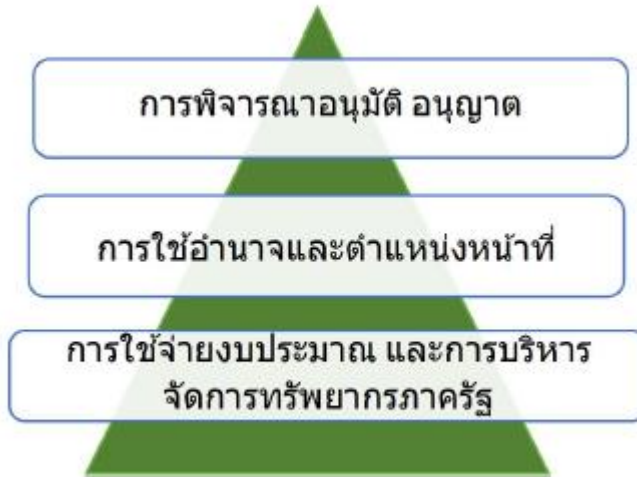 การพิจารณาอนุมัติ อนุญาต
การใช้อำนาจและตำแหน่งหน้าที่
การใช้จ่ายงบประมาณ และการบริหาร
จัดการทรัพยากรภาครัฐ